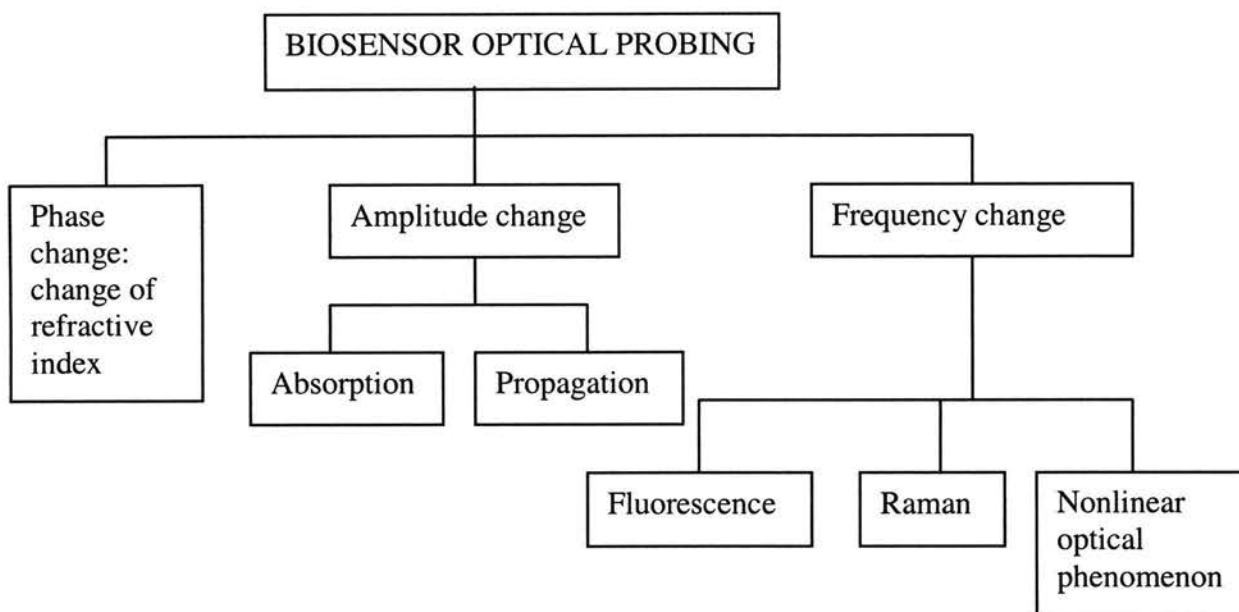 BIOSENSOR OPTICAL PROBING
Phase
change:
change of
refractive
index
Amplitude change
Frequency change
Absorption
Propagation
Fluorescence
Raman
Nonlinear
optical
phenomenon